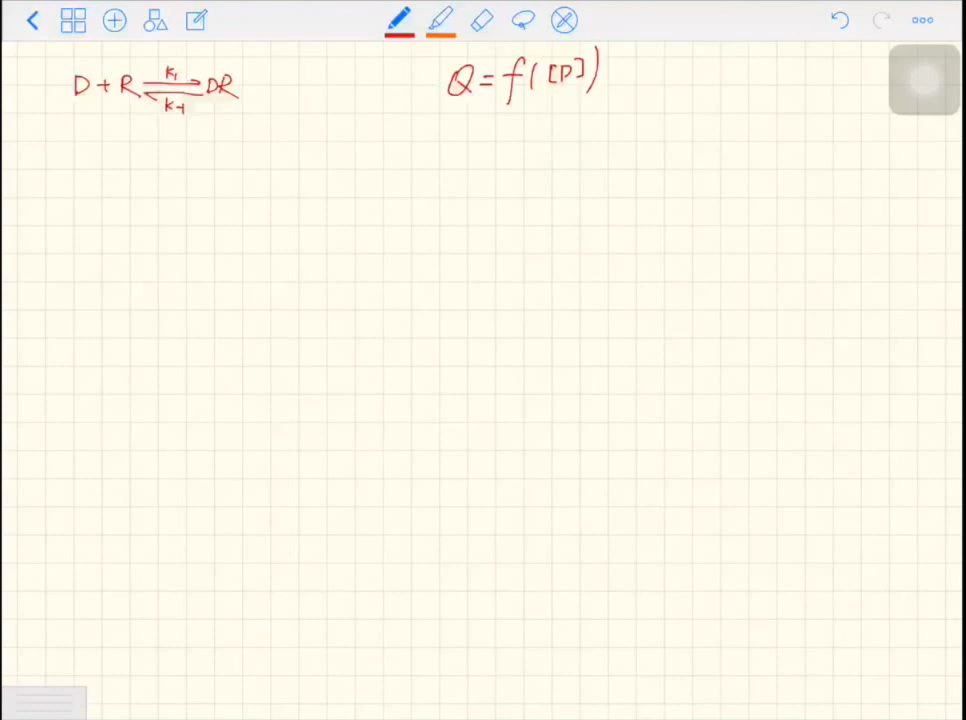 D + R ⇌ DR
k₁
k₋₁
Q = f([D])